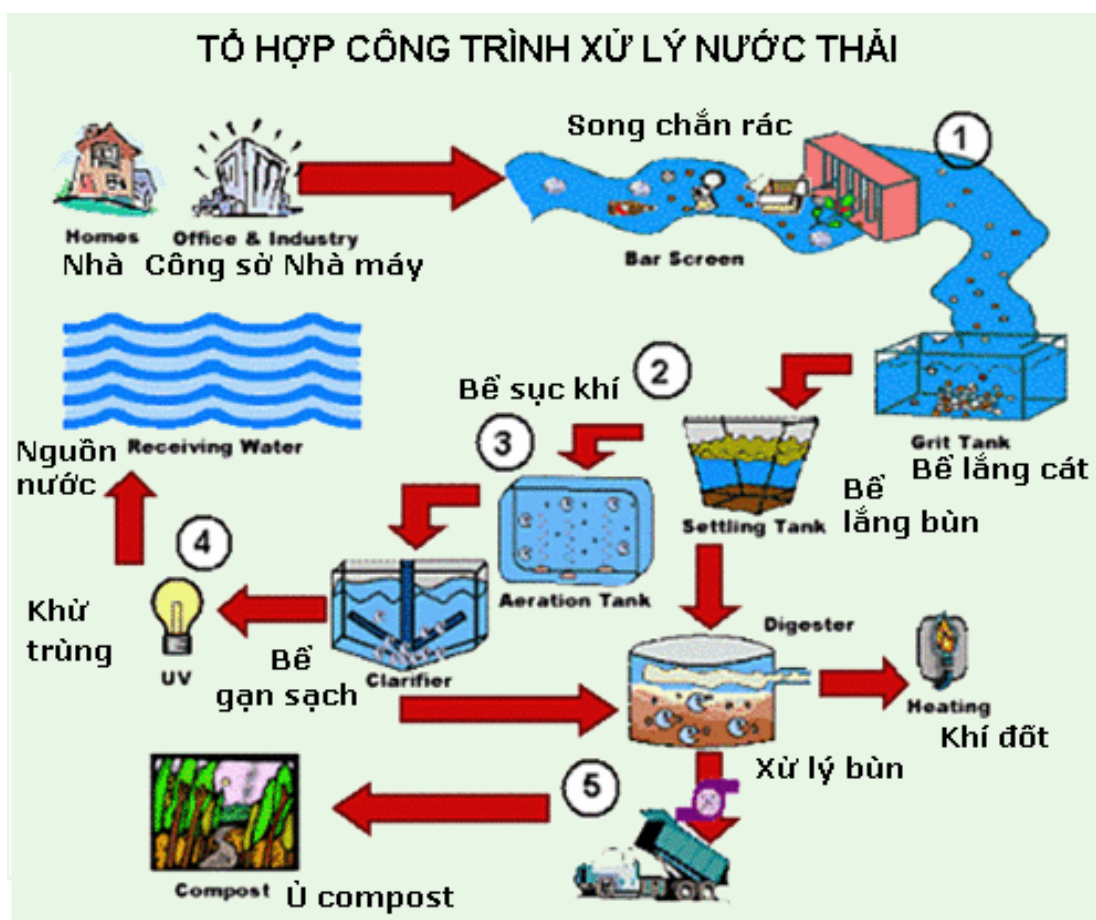 TỔ HỢP CÔNG TRÌNH XỬ LÝ NƯỚC THẢI
Song chắn rác
1
Homes
Office & Industry
Nhà Công sờ Nhà máy
Bar Screen
Bể sục khí
2
Nguồn
nước
Receiving Water
3
Grit Tank
Bể lắng cát
Bể
lắng bùn
Settling Tank
4
Aeration Tank
Khừ
trùng
UV
Bể
gạn sạch
Clarifier
Digester
Heating
Khí đốt
Xừ lý bùn
5
Compost
Ủ compost